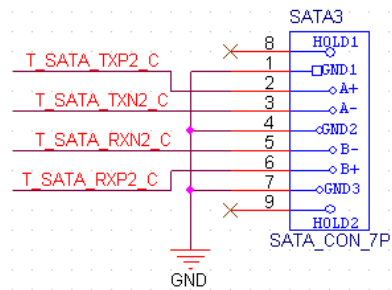 SATA3
8 HOLD1
1 GND1
T_SATA_TXP2_C 2 A+
T_SATA_TXN2_C 3 A-
4 GND2
T_SATA_RXN2_C 5 B-
T_SATA_RXP2_C 6 B+
7 GND3
9 HOLD2
SATA_CON_7P
GND